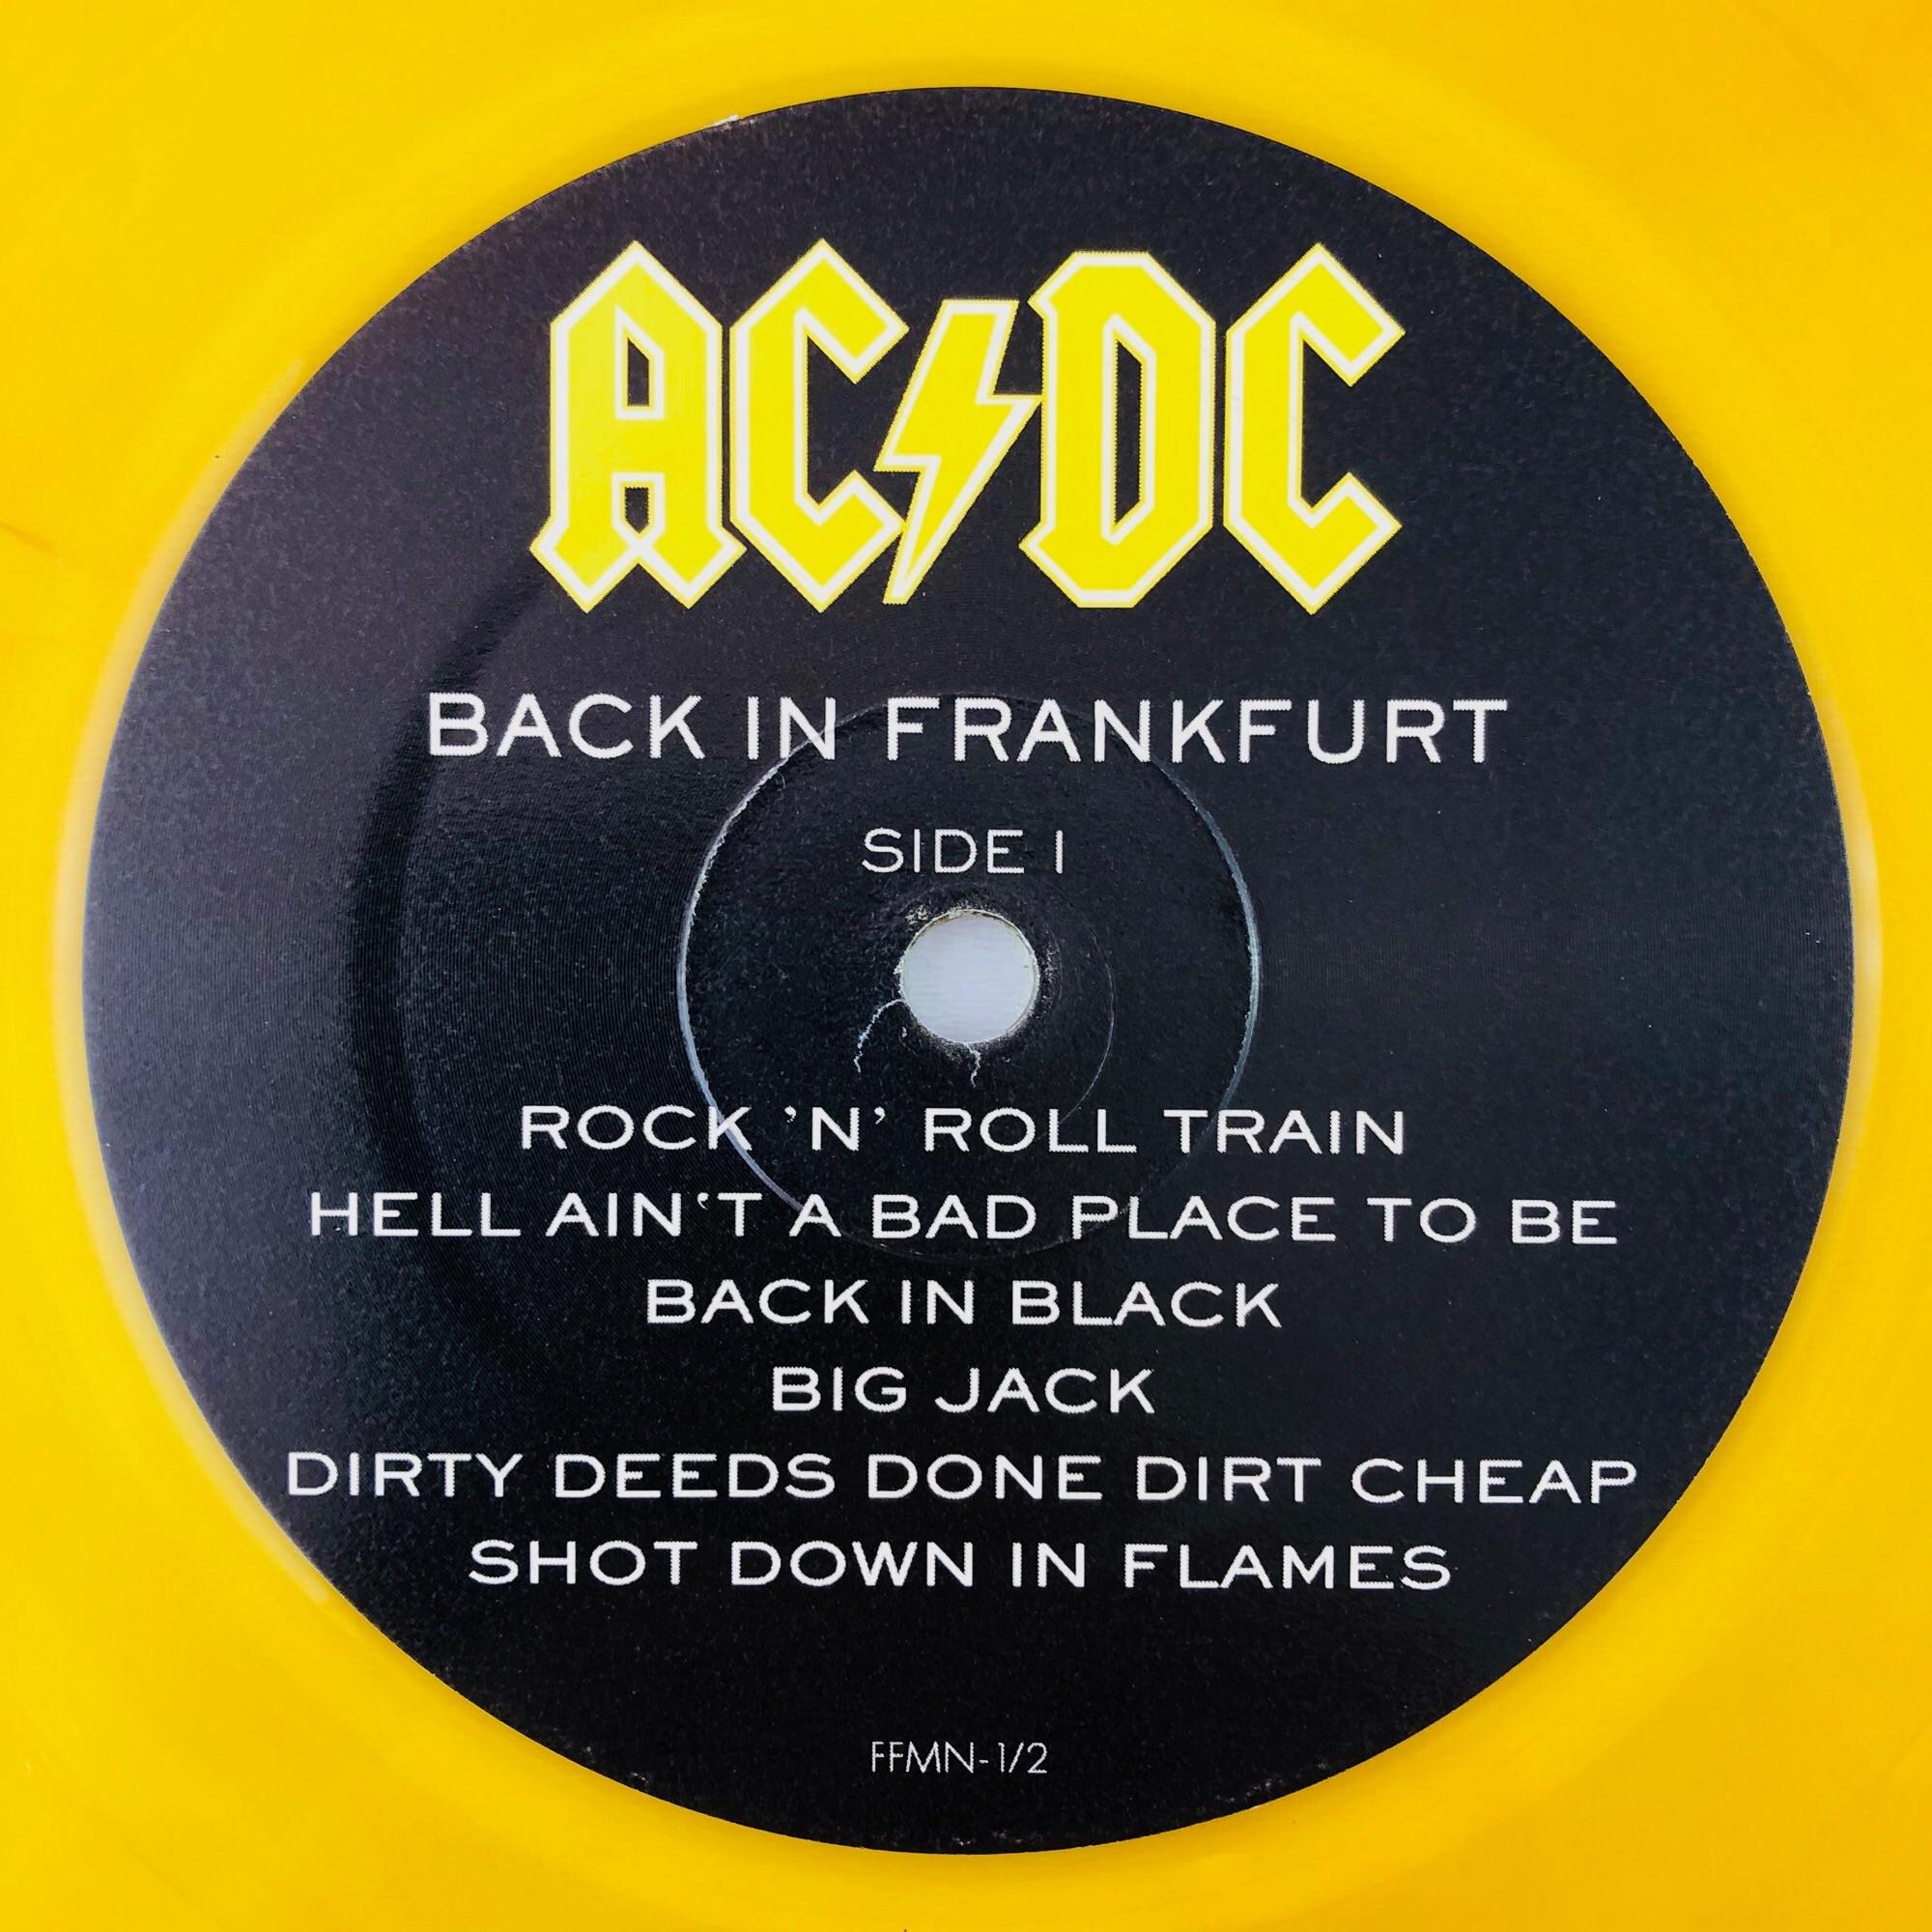 AC⚡DC
BACK IN FRANKFURT
SIDE 1
ROCK 'N' ROLL TRAIN
HELL AIN'T A BAD PLACE TO BE
BACK IN BLACK
BIG JACK
DIRTY DEEDS DONE DIRT CHEAP
SHOT DOWN IN FLAMES
FFMN-1/2